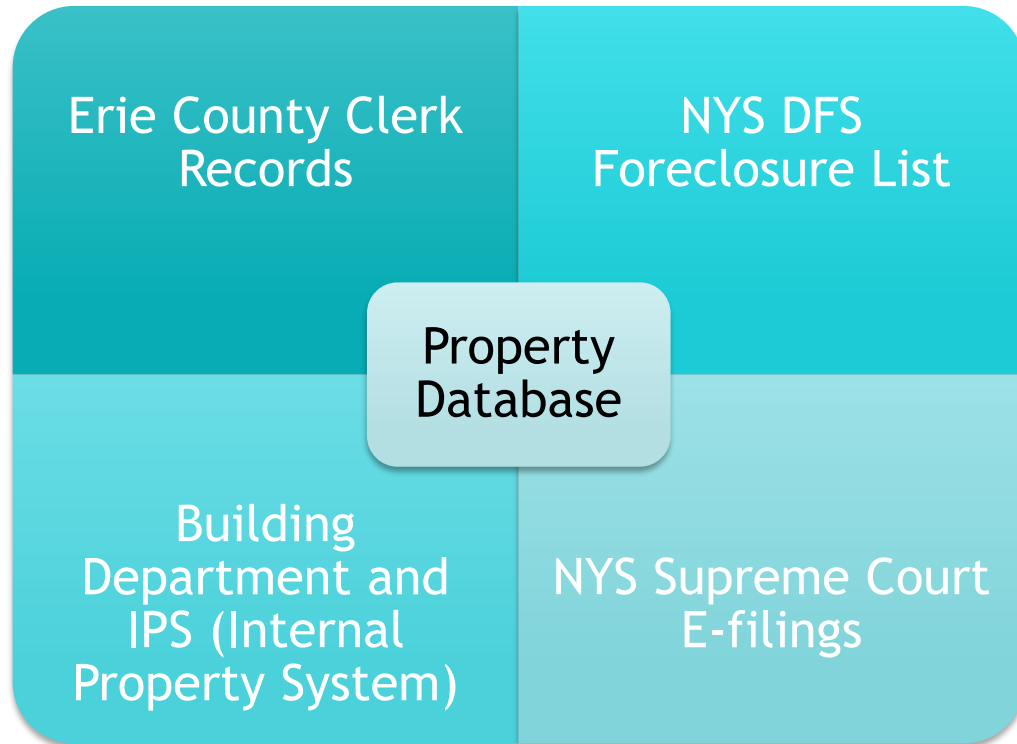 Erie County Clerk
Records
NYS DFS
Foreclosure List
Property
Database
Building
Department and
IPS (Internal
Property System)
NYS Supreme Court
E-filings